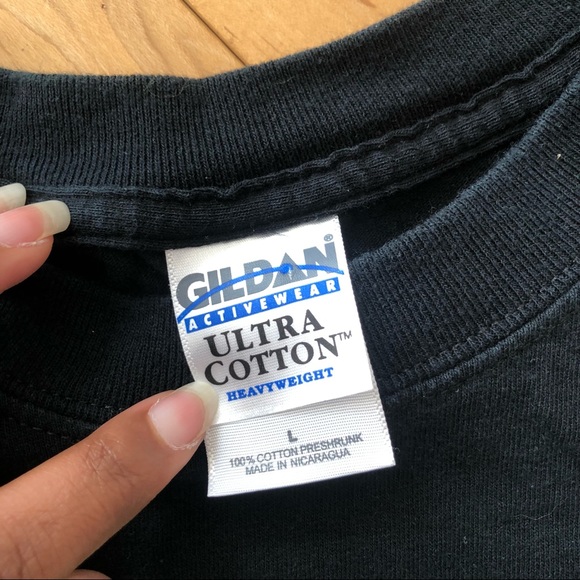 GILDAN®
ACTIVEWEAR
ULTRA
COTTON™
HEAVYWEIGHT
L
100% COTTON PRESHRUNK
MADE IN NICARAGUA